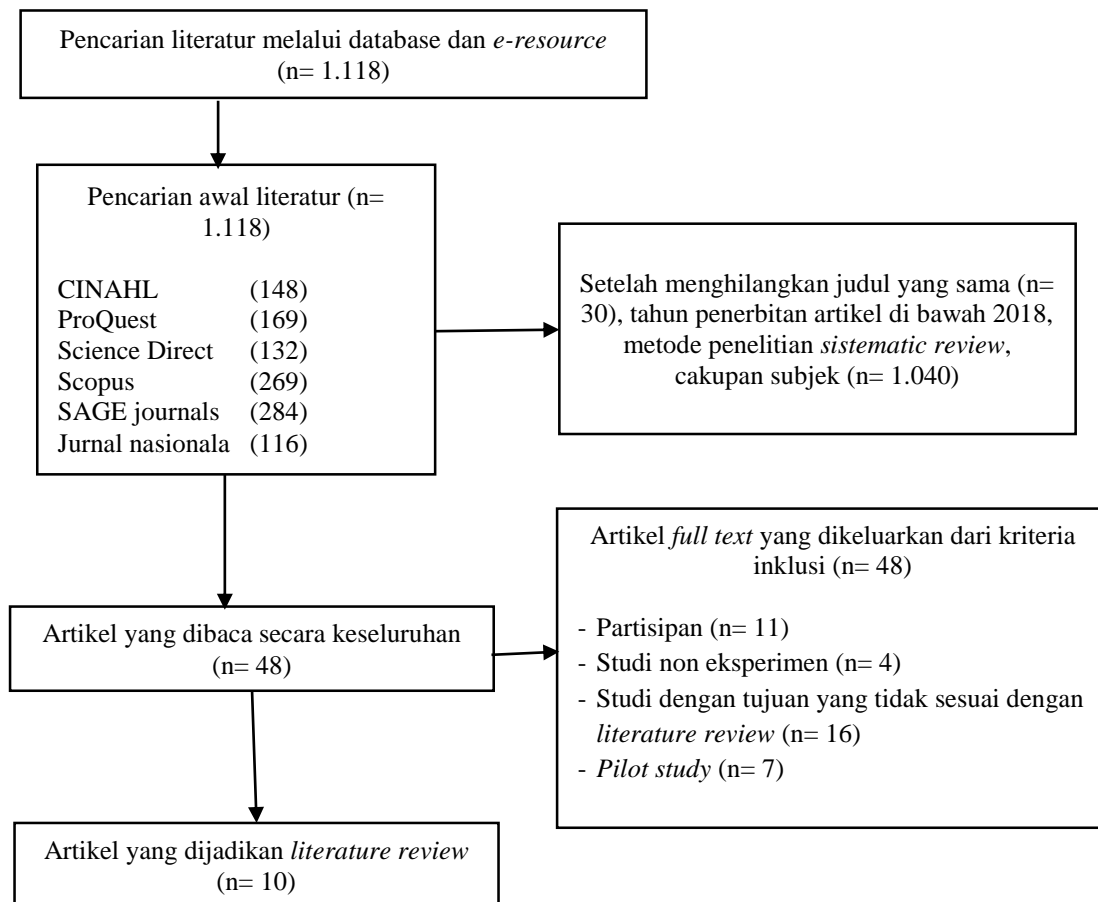 Pencarian literatur melalui database dan e-resource
(n= 1.118)
Pencarian awal literatur (n=
1.118)
CINAHL (148)
ProQuest (169)
Science Direct (132)
Scopus (269)
SAGE journals (284)
Jurnal nasionala (116)
Setelah menghilangkan judul yang sama (n=
30), tahun penerbitan artikel di bawah 2018,
metode penelitian sistematic review,
cakupan subjek (n= 1.040)
Artikel yang dibaca secara keseluruhan
(n= 48)
Artikel full text yang dikeluarkan dari kriteria
inklusi (n= 48)
- Partisipan (n= 11)
- Studi non eksperimen (n= 4)
- Studi dengan tujuan yang tidak sesuai dengan
literature review (n= 16)
- Pilot study (n= 7)
Artikel yang dijadikan literature review
(n= 10)